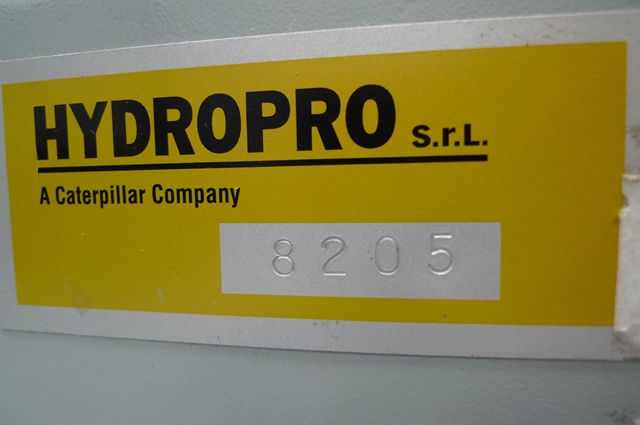 HYDROPRO S.r.L.
A Caterpillar Company
8205